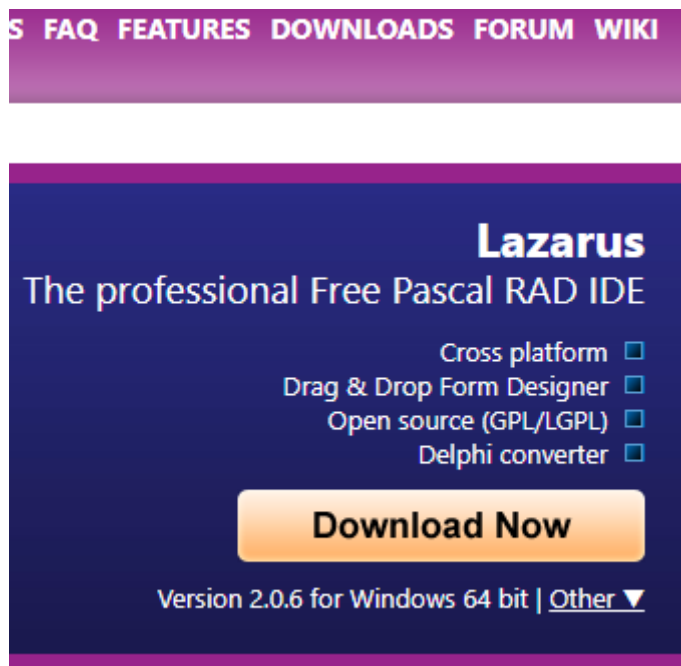 S FAQ FEATURES DOWNLOADS FORUM WIKI
Lazarus
The professional Free Pascal RAD IDE
Cross platform
Drag & Drop Form Designer
Open source (GPL/LGPL)
Delphi converter
Download Now
Version 2.0.6 for Windows 64 bit | Other ▼